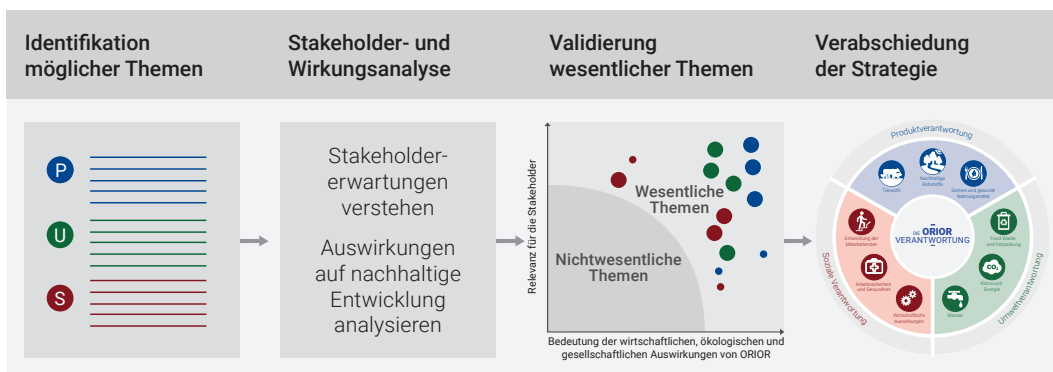 Identifikation
möglicher Themen
Stakeholder- und
Wirkungsanalyse
Validierung
wesentlicher Themen
Verabschiedung
der Strategie
P
U
S
Stakeholder-
erwartungen
verstehen
Auswirkungen
auf nachhaltige
Entwicklung
analysieren
Relevanz für die Stakeholder
Wesentliche
Themen
Nichtwesentliche
Themen
Bedeutung der wirtschaftlichen, ökologischen und
gesellschaftlichen Auswirkungen von ORIOR
Produktverantwortung
Tierwohl
Nachhaltige
Rohstoffe
Sichere und gesunde
Nahrungsmittel
Soziale Verantwortung
Entwicklung der
Mitarbeitenden
Arbeitssicherheit
und Gesundheit
Wirtschaftliche
Auswirkungen
DIE ORIOR
VERANTWORTUNG
Umweltverantwortung
Food Waste
und Verpackung
CO₂
Klima und
Energie
Wasser